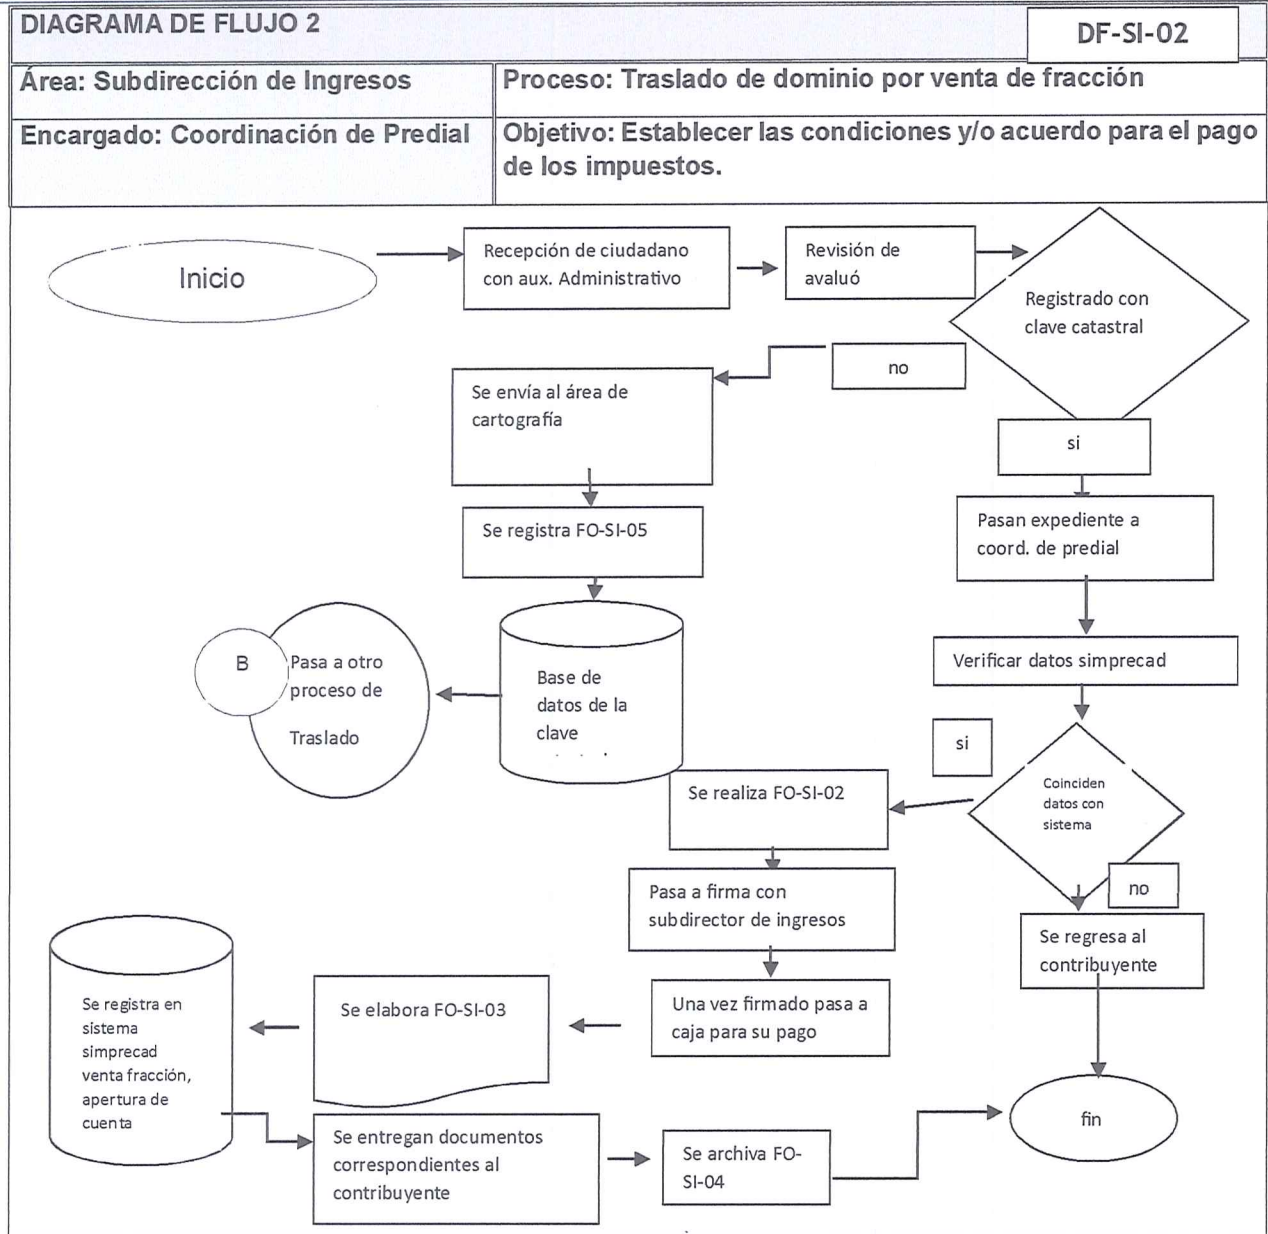 DIAGRAMA DE FLUJO 2
DF-SI-02
Área: Subdirección de Ingresos
Proceso: Traslado de dominio por venta de fracción
Encargado: Coordinación de Predial
Objetivo: Establecer las condiciones y/o acuerdo para el pago
de los impuestos.
Inicio
Recepción de ciudadano
con aux. Administrativo
Revisión de
avaluó
Registrado con
clave catastral
no
Se envía al área de
cartografía
si
Pasan expediente a
coord. de predial
Se registra FO-SI-05
Verificar datos simprecad
B
Pasa a otro
proceso de
Traslado
Base de
datos de la
clave
si
Coinciden
datos con
sistema
Se realiza FO-SI-02
no
Pasa a firma con
subdirector de ingresos
Se regresa al
contribuyente
Una vez firmado pasa a
caja para su pago
Se elabora FO-SI-03
Se registra en
sistema
simprecad
venta fracción,
apertura de
cuenta
Se entregan documentos
correspondientes al
contribuyente
Se archiva FO-
SI-04
fin